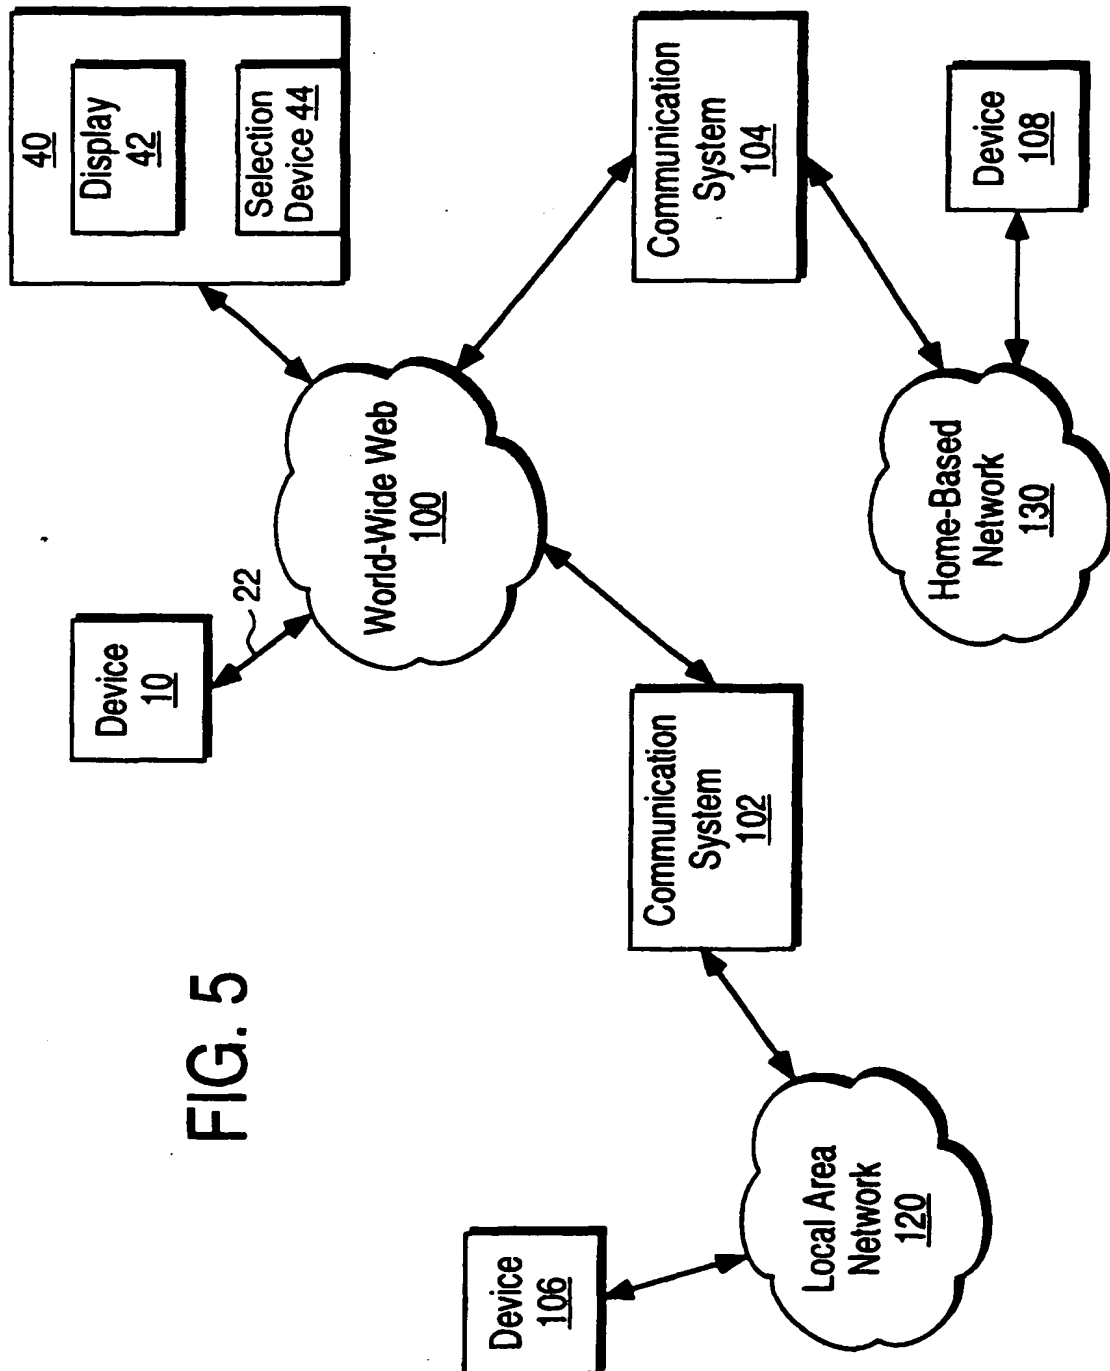 FIG. 5
Device
106
Local Area
Network
120
Communication
System
102
Device
10
22
World-Wide Web
100
40
Display
42
Selection
Device 44
Communication
System
104
Home-Based
Network
130
Device
108